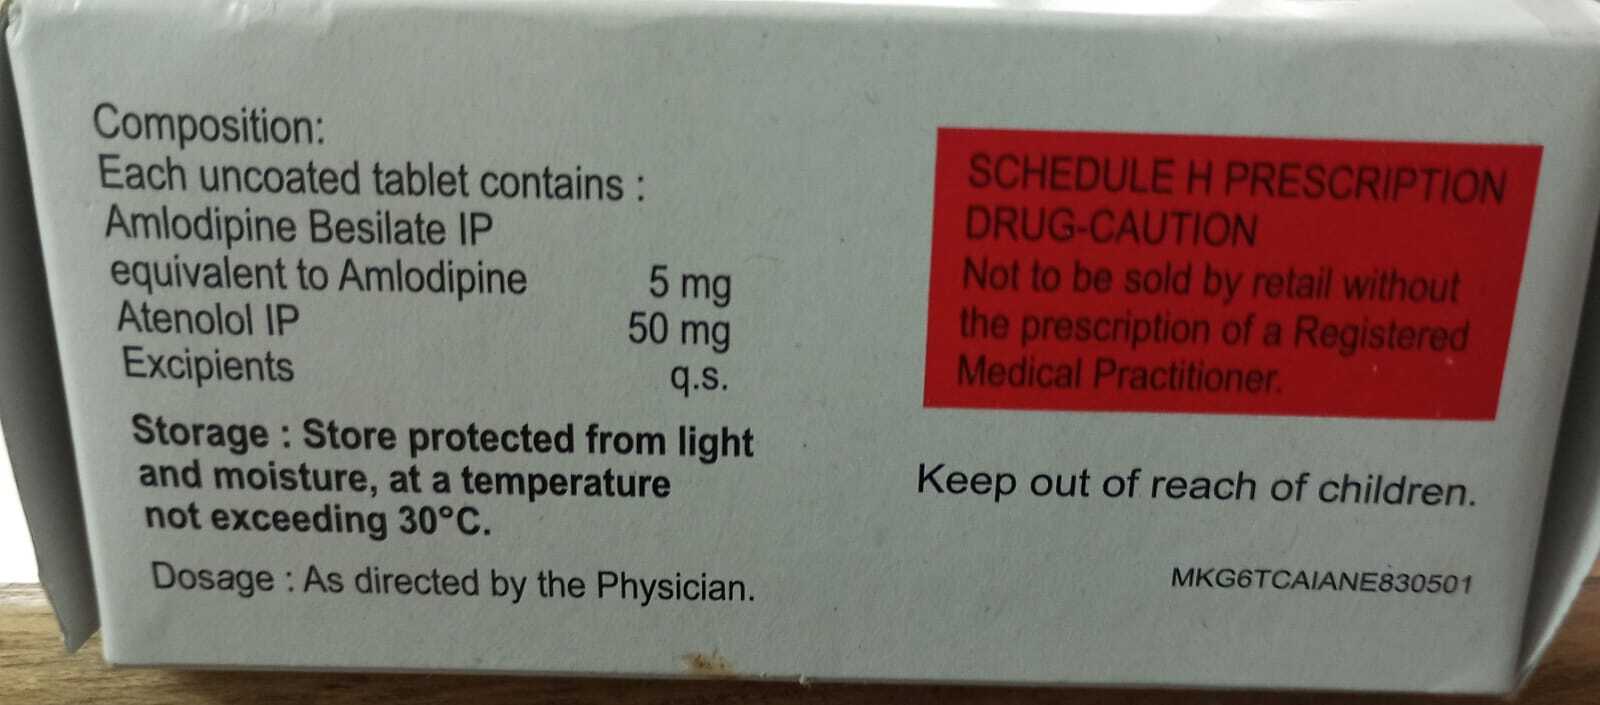 Composition:
Each uncoated tablet contains :
Amlodipine Besilate IP
equivalent to Amlodipine 5 mg
Atenolol IP 50 mg
Excipients q.s.
Storage : Store protected from light
and moisture, at a temperature
not exceeding 30°C.
Dosage : As directed by the Physician.
SCHEDULE H PRESCRIPTION
DRUG-CAUTION
Not to be sold by retail without
the prescription of a Registered
Medical Practitioner.
Keep out of reach of children.
MKG6TCAIANE830501